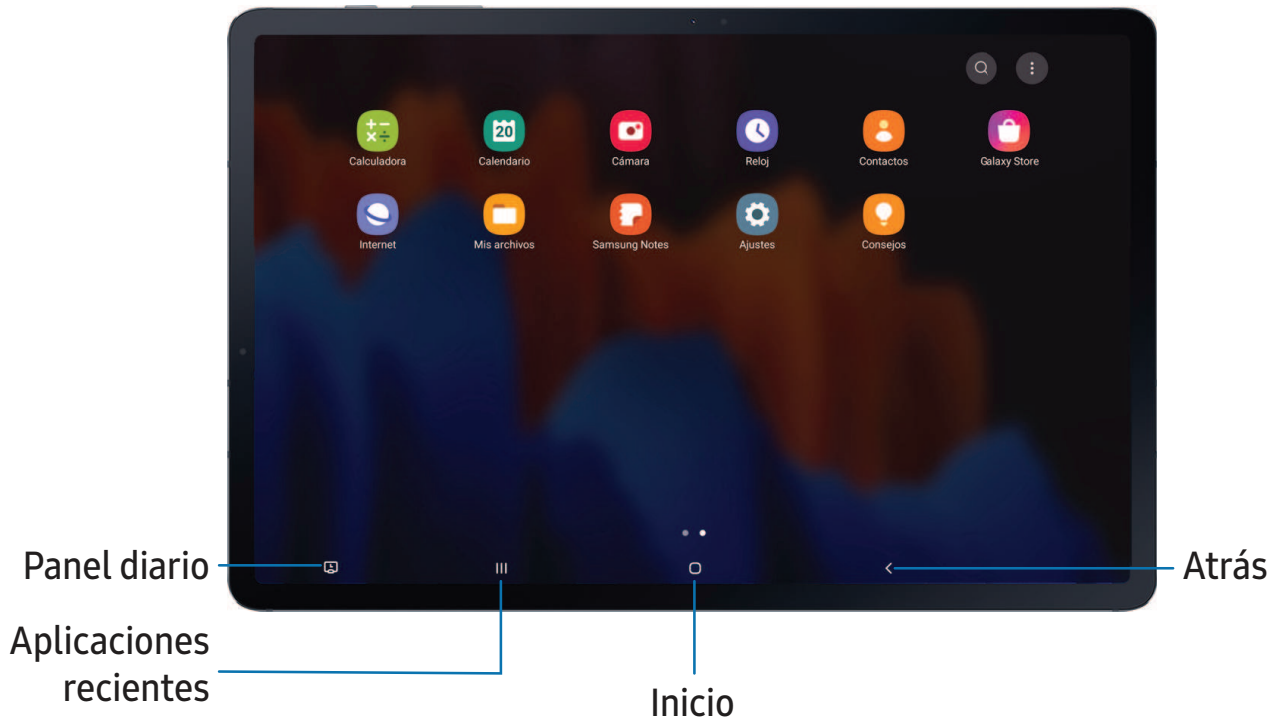 20
Calculadora
Calendario
Cámara
Reloj
Contactos
Galaxy Store
Internet
Mis archivos
Samsung Notes
Ajustes
Consejos
Panel diario
Atrás
Aplicaciones
recientes
Inicio